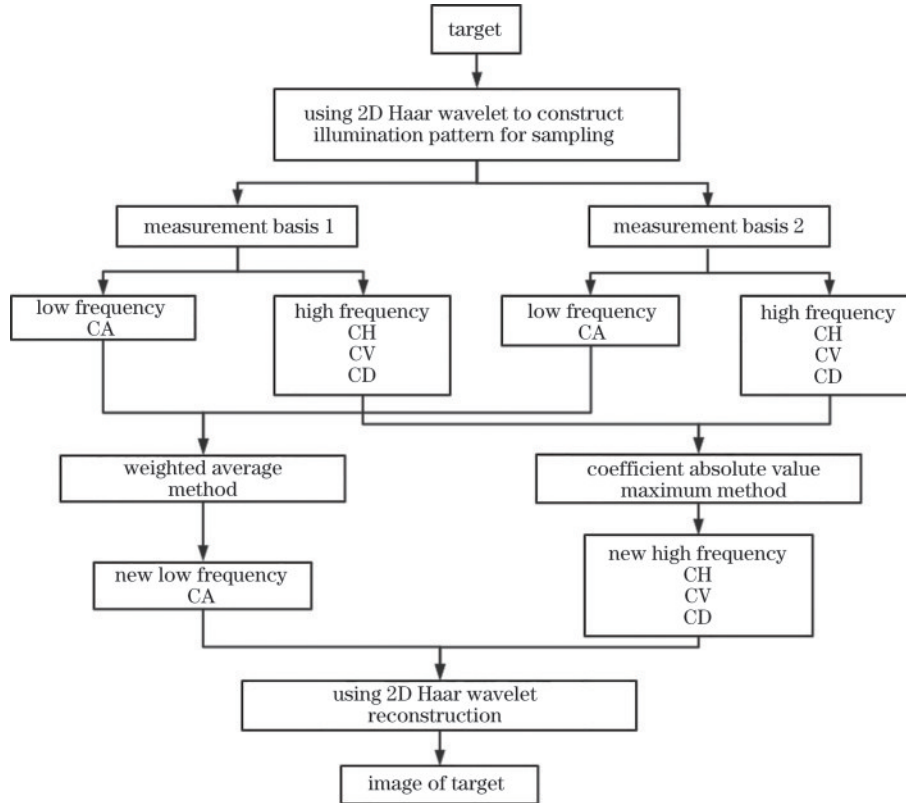 target
using 2D Haar wavelet to construct
illumination pattern for sampling
measurement basis 1
measurement basis 2
low frequency
CA
high frequency
CH
CV
CD
low frequency
CA
high frequency
CH
CV
CD
weighted average
method
coefficient absolute value
maximum method
new low frequency
CA
new high frequency
CH
CV
CD
using 2D Haar wavelet
reconstruction
image of target